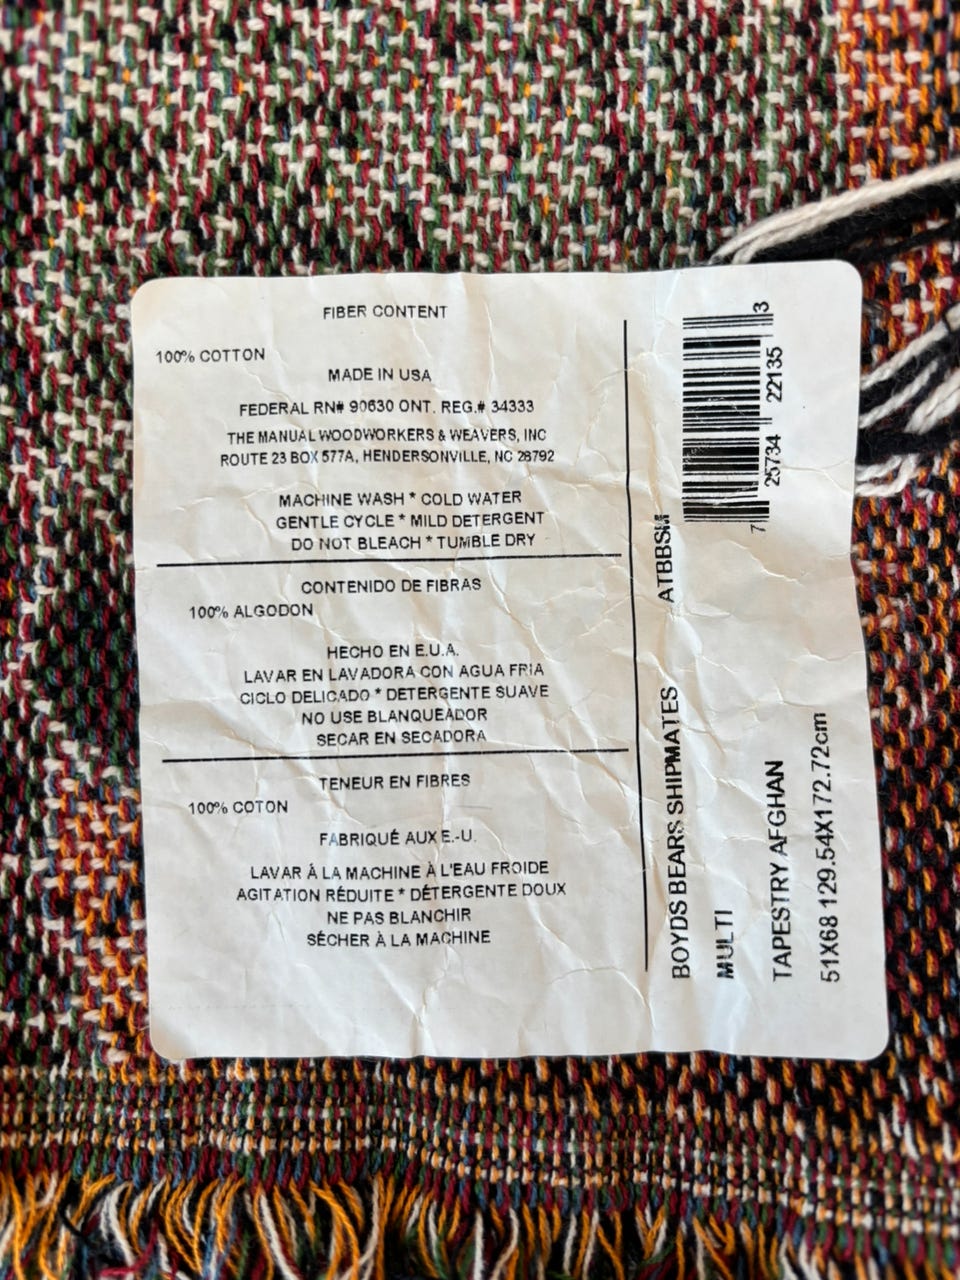 FIBER CONTENT
100% COTTON
MADE IN USA
FEDERAL RN# 90630 ONT. REG.# 34333
THE MANUAL WOODWORKERS & WEAVERS, INC
ROUTE 23 BOX 577A, HENDERSONVILLE, NC 28792
MACHINE WASH * COLD WATER
GENTLE CYCLE * MILD DETERGENT
DO NOT BLEACH * TUMBLE DRY
CONTENIDO DE FIBRAS
100% ALGODON
HECHO EN E.U.A.
LAVAR EN LAVADORA CON AGUA FRIA
CICLO DELICADO * DETERGENTE SUAVE
NO USE BLANQUEADOR
SECAR EN SECADORA
TENEUR EN FIBRES
100% COTON
FABRIQUÉ AUX E.-U.
LAVAR Á LA MACHINE À L'EAU FROIDE
AGITATION RÉDUITE * DÉTERGENTE DOUX
NE PAS BLANCHIR
SÉCHER À LA MACHINE
7 25734 22135 3
BOYDS BEARS SHIPMATES ATBBSM
MULTI
TAPESTRY AFGHAN
51X68 129.54X172.72cm